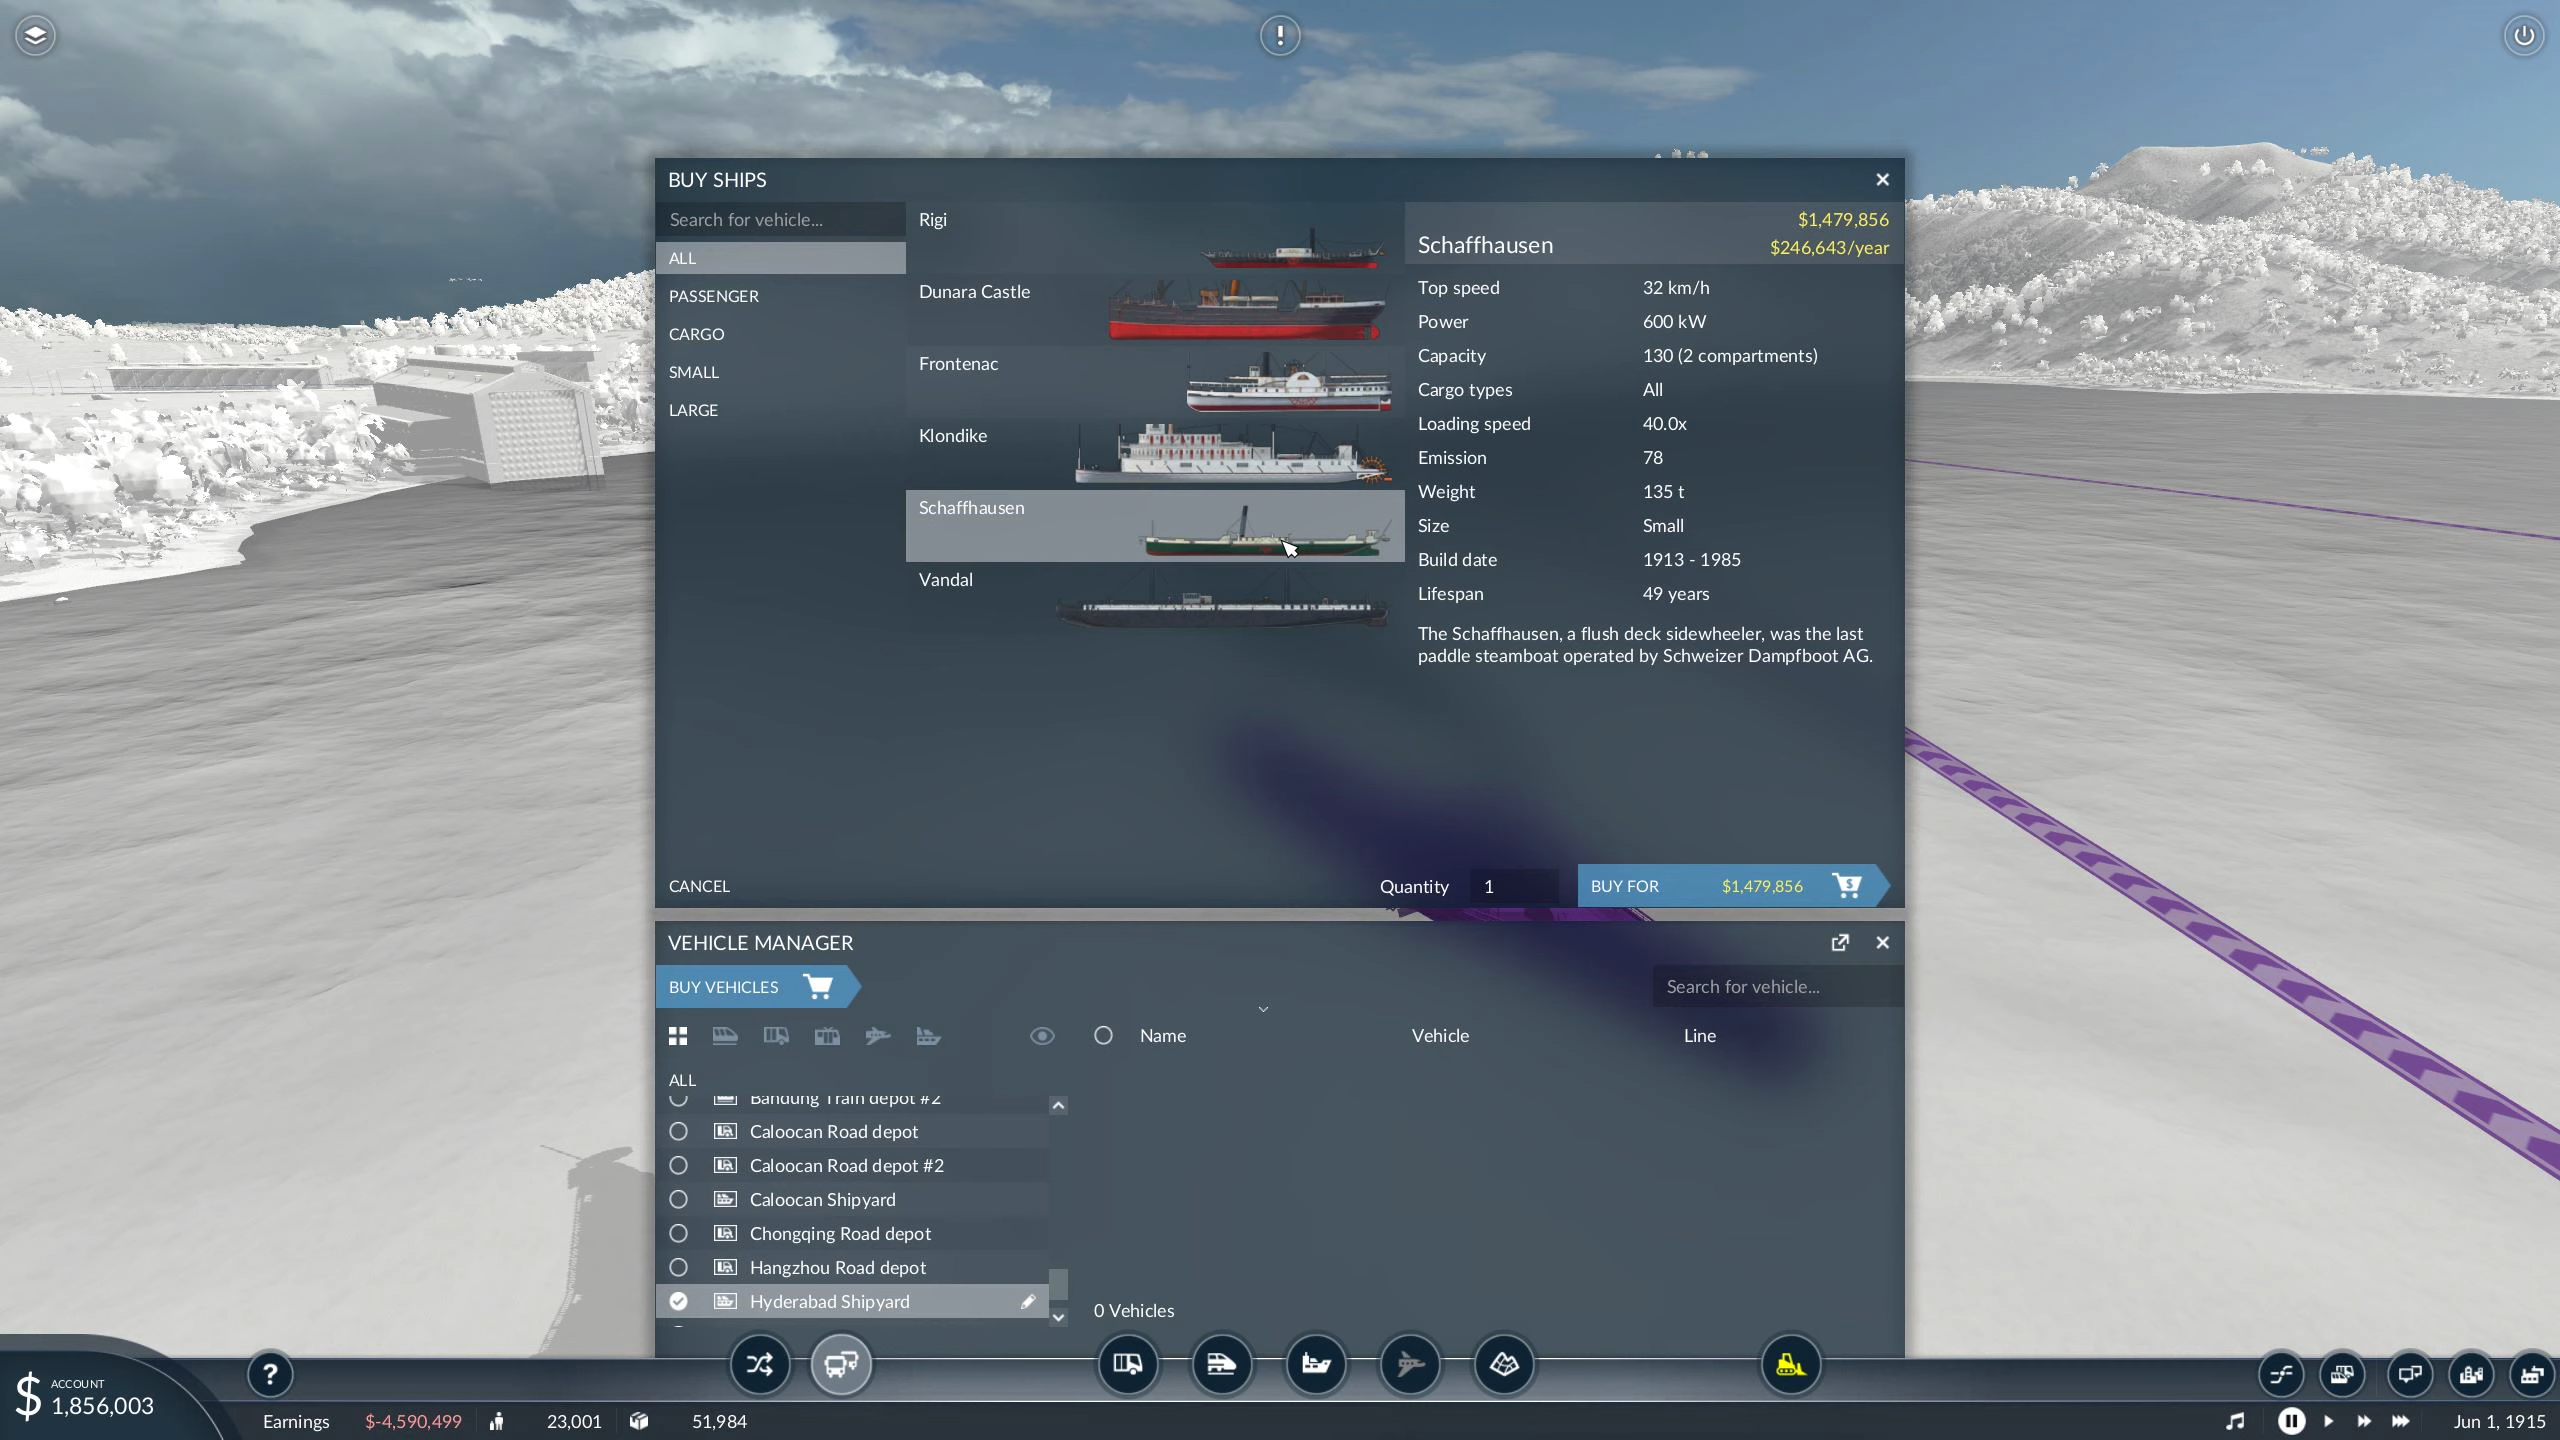 BUY SHIPS
Search for vehicle...
ALL
PASSENGER
CARGO
SMALL
LARGE
Rigi
Dunara Castle
Frontenac
Klondike
Schaffhausen
Vandal
$1,479,856
Schaffhausen $246,643/year
Top speed 32 km/h
Power 600 kW
Capacity 130 (2 compartments)
Cargo types All
Loading speed 40.0x
Emission 78
Weight 135 t
Size Small
Build date 1913 - 1985
Lifespan 49 years
The Schaffhausen, a flush deck sidewheeler, was the last
paddle steamboat operated by Schweizer Dampfboot AG.
CANCEL
Quantity 1
BUY FOR $1,479,856
VEHICLE MANAGER
BUY VEHICLES
Search for vehicle...
Name Vehicle Line
ALL
Bandung Train depot #2
Caloocan Road depot
Caloocan Road depot #2
Caloocan Shipyard
Chongqing Road depot
Hangzhou Road depot
Hyderabad Shipyard
0 Vehicles
ACCOUNT
$ 1,856,003
?
Earnings $-4,590,499 23,001 51,984
Jun 1, 1915